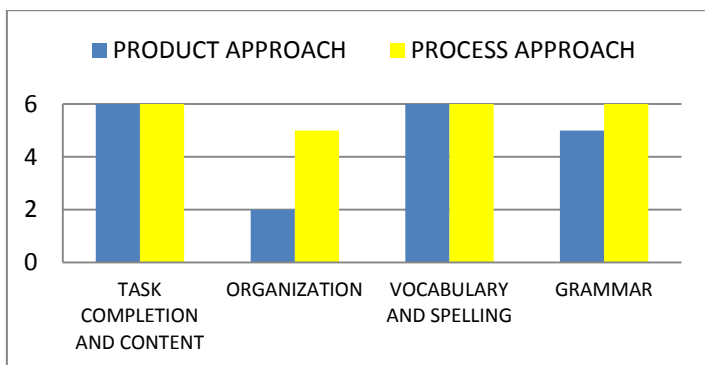 PRODUCT APPROACH PROCESS APPROACH
6
4
2
0
TASK COMPLETION AND CONTENT
ORGANIZATION
VOCABULARY AND SPELLING
GRAMMAR